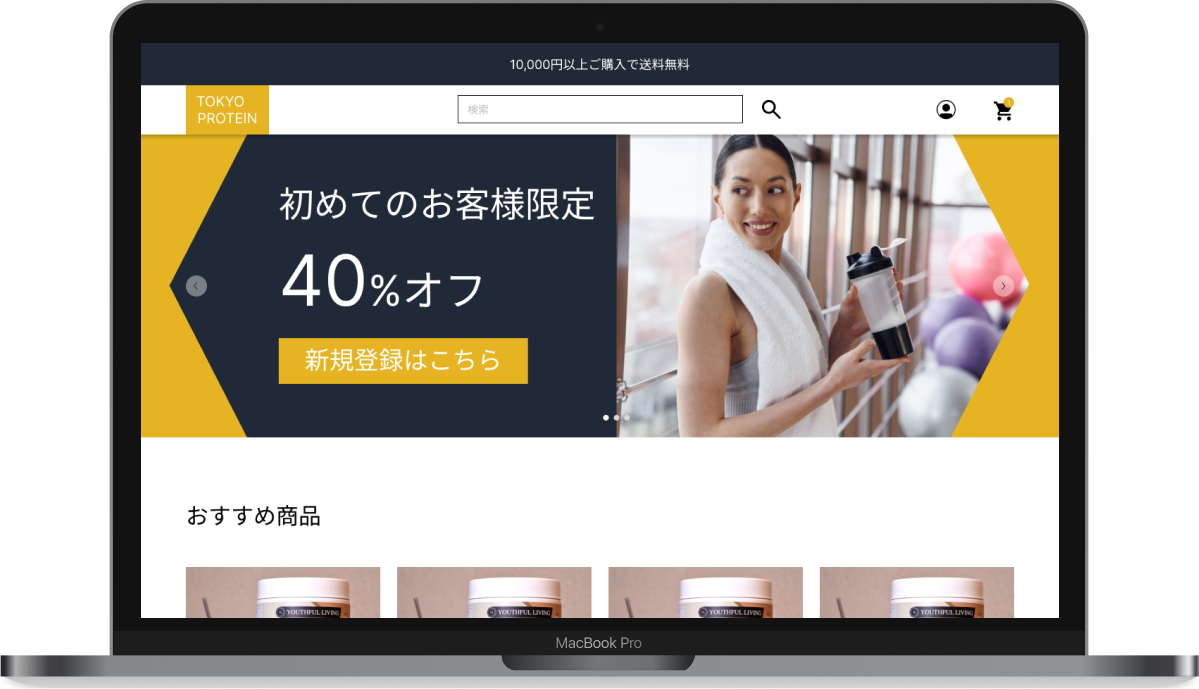 10,000円以上ご購入で送料無料
TOKYO
PROTEIN
検索
1
初めてのお客様限定
40%オフ
新規登録はこちら
おすすめ商品
YOUTHFUL LIVING
YOUTHFUL LIVING
YOUTHFUL LIVING
YOUTHFUL LIVING
MacBook Pro